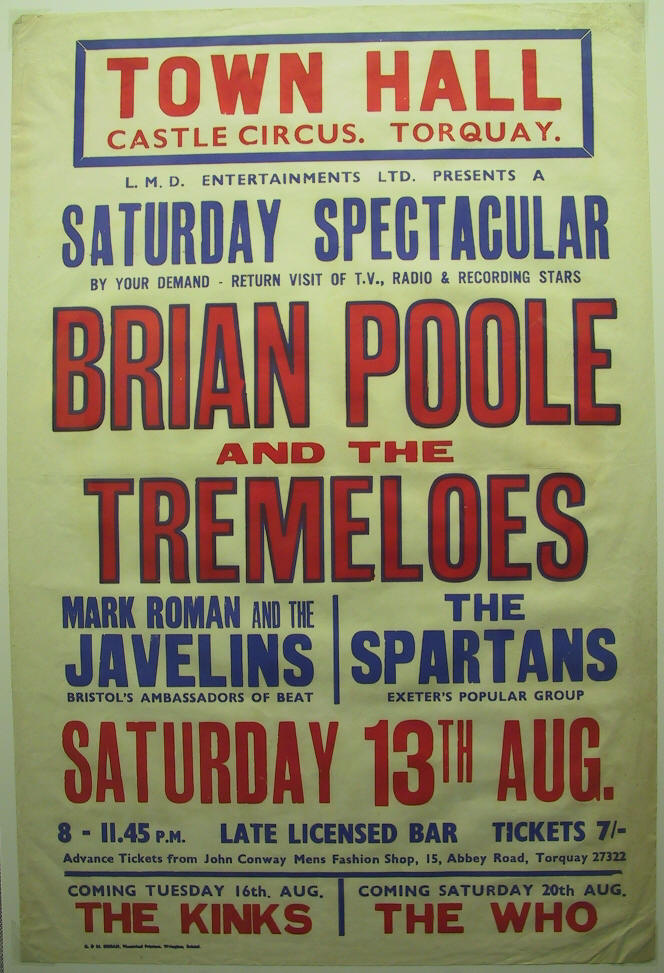 TOWN HALL
CASTLE CIRCUS. TORQUAY.
L. M. D. ENTERTAINMENTS LTD. PRESENTS A
SATURDAY SPECTACULAR
BY YOUR DEMAND - RETURN VISIT OF T.V., RADIO & RECORDING STARS
BRIAN POOLE
AND THE
TREMELOES
MARK ROMAN AND THE
JAVELINS
BRISTOL'S AMBASSADORS OF BEAT
THE
SPARTANS
EXETER'S POPULAR GROUP
SATURDAY 13TH AUG.
8 - 11.45 P.M. LATE LICENSED BAR TICKETS 7/-
Advance Tickets from John Conway Mens Fashion Shop, 15, Abbey Road, Torquay 27322
COMING TUESDAY 16th. AUG.
THE KINKS
COMING SATURDAY 20th AUG.
THE WHO